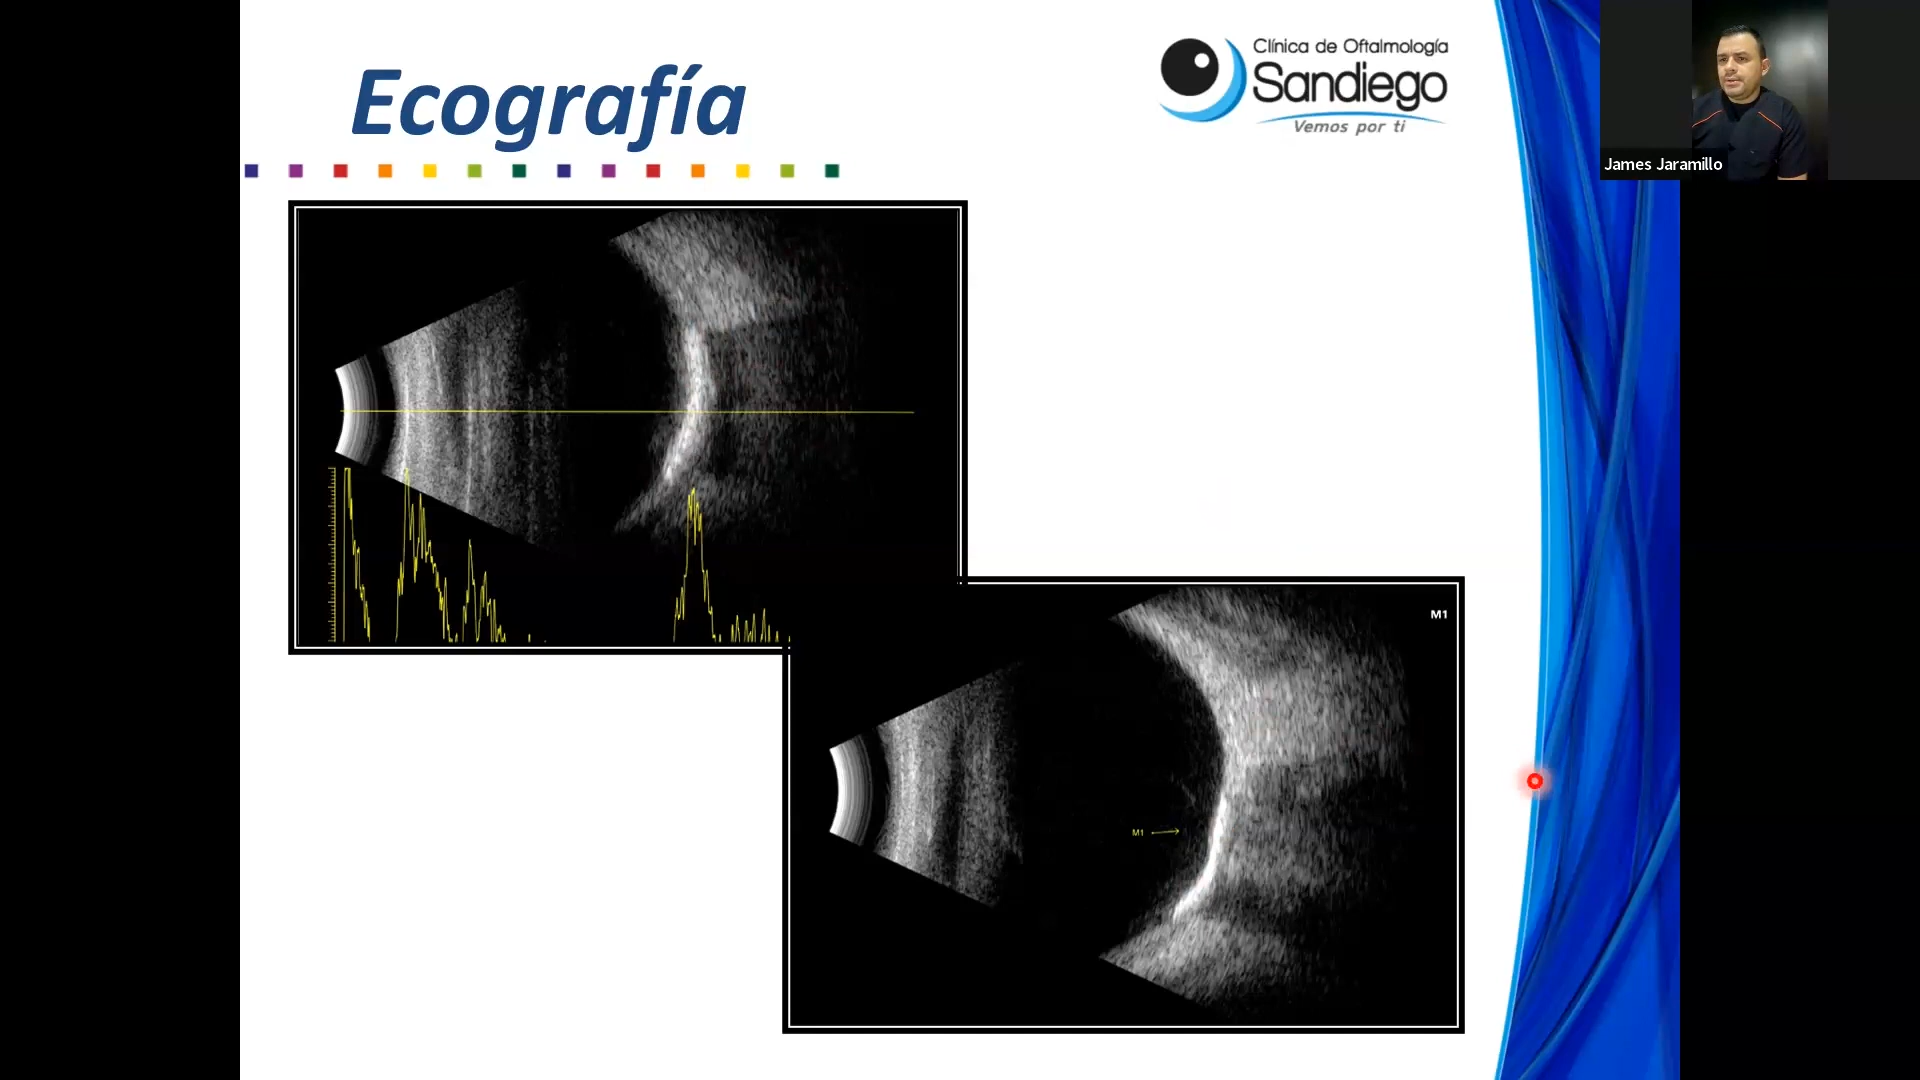 Ecografía
Clínica de Oftalmología
Sandiego
Vemos por ti
James Jaramillo
M1
M1